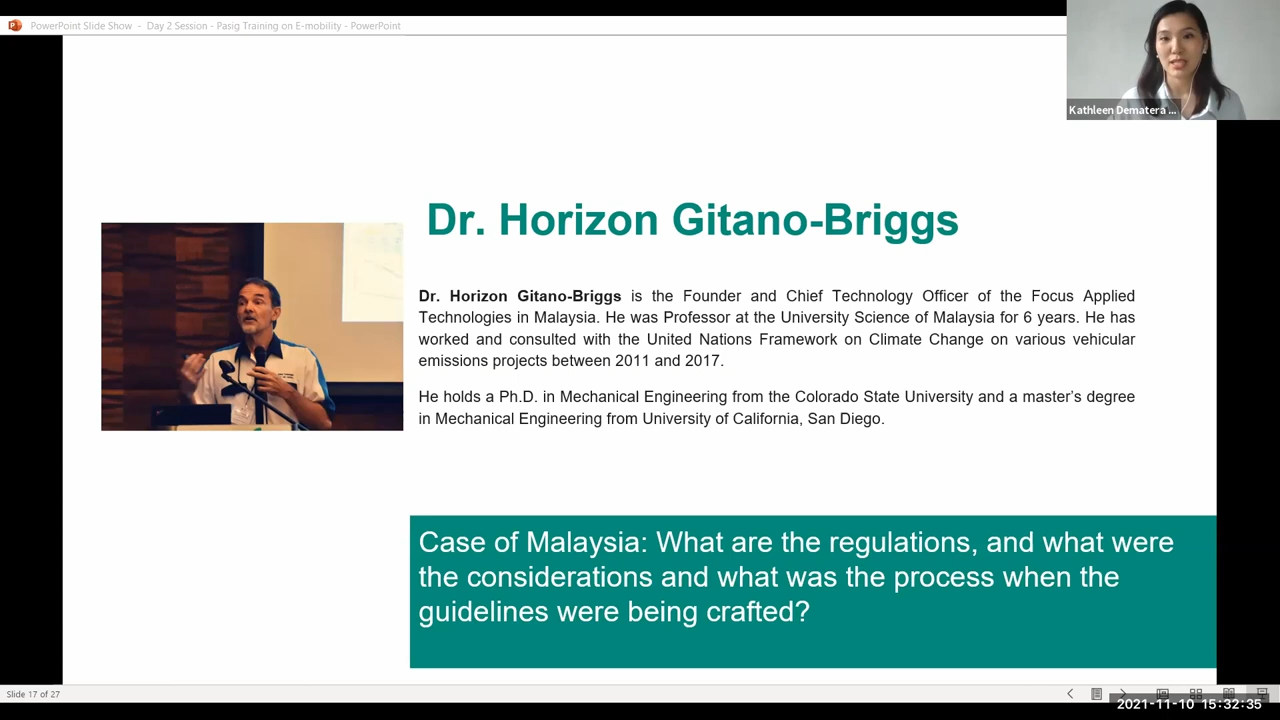 PowerPoint Slide Show - Day 2 Session - Pasig Training on E-mobility - PowerPoint
Kathleen Dematera ...
Dr. Horizon Gitano-Briggs
Dr. Horizon Gitano-Briggs is the Founder and Chief Technology Officer of the Focus Applied
Technologies in Malaysia. He was Professor at the University Science of Malaysia for 6 years. He has
worked and consulted with the United Nations Framework on Climate Change on various vehicular
emissions projects between 2011 and 2017.
He holds a Ph.D. in Mechanical Engineering from the Colorado State University and a master’s degree
in Mechanical Engineering from University of California, San Diego.
Case of Malaysia: What are the regulations, and what were
the considerations and what was the process when the
guidelines were being crafted?
Slide 17 of 27
2021-11-10 15:32:35